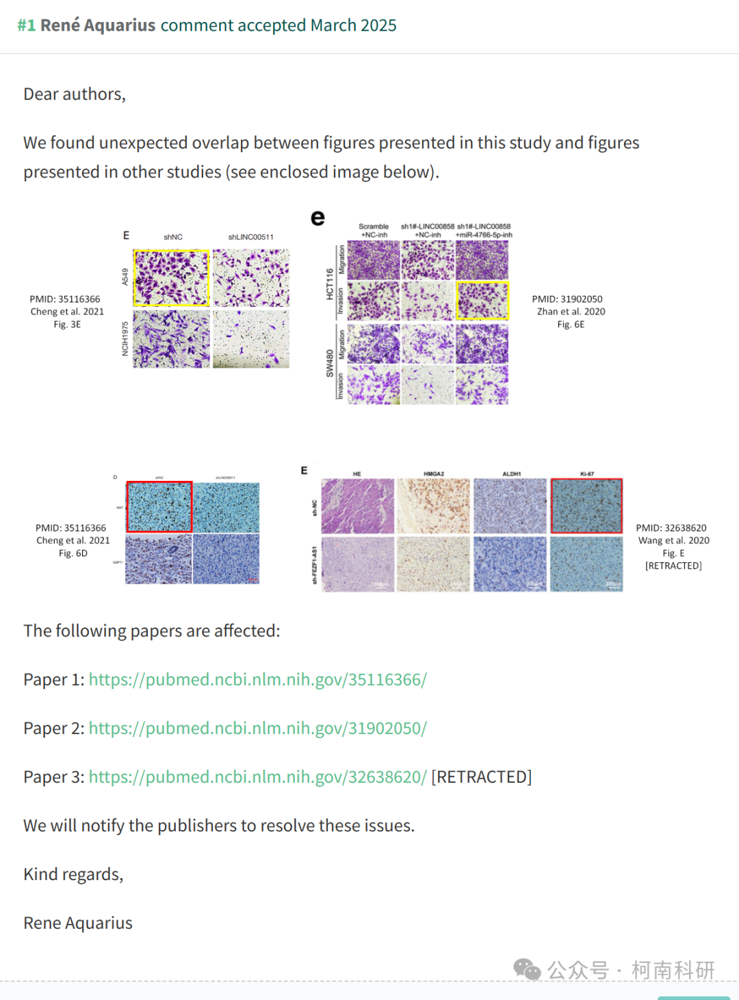 #1 René Aquarius comment accepted March 2025
Dear authors,
We found unexpected overlap between figures presented in this study and figures
presented in other studies (see enclosed image below).
E
shNC shLINC00511
A549
NCIH1975
PMID: 35116366
Cheng et al. 2021
Fig. 3E
e
Scramble sh1#-LINC00858 sh1#-LINC00858
+NC-inh +NC-inh +miR-4766-5p-inh
HCT116
Migration
Invasion
SW480
Migration
Invasion
PMID: 31902050
Zhan et al. 2020
Fig. 6E
D
shNC shLINC00511
Ki67
GSPT1
PMID: 35116366
Cheng et al. 2021
Fig. 6D
E
HE HMGA2 ALDH1 Ki-67
sh-NC
sh-FEZF1-AS1
PMID: 32638620
Wang et al. 2020
Fig. E
[RETRACTED]
The following papers are affected:
Paper 1: https://pubmed.ncbi.nlm.nih.gov/35116366/
Paper 2: https://pubmed.ncbi.nlm.nih.gov/31902050/
Paper 3: https://pubmed.ncbi.nlm.nih.gov/32638620/ [RETRACTED]
We will notify the publishers to resolve these issues.
Kind regards,
Rene Aquarius
公众号 · 柯南科研